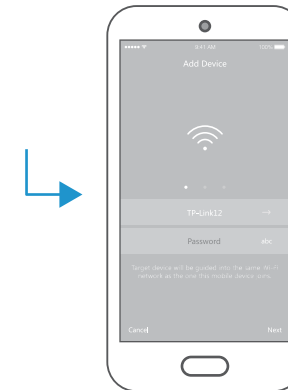 9:41 AM 100%
Add Device
TP-Link12
Password abc
Target device will be guided into the same Wi-Fi
network as the one this mobile device joins.
Cancel Next